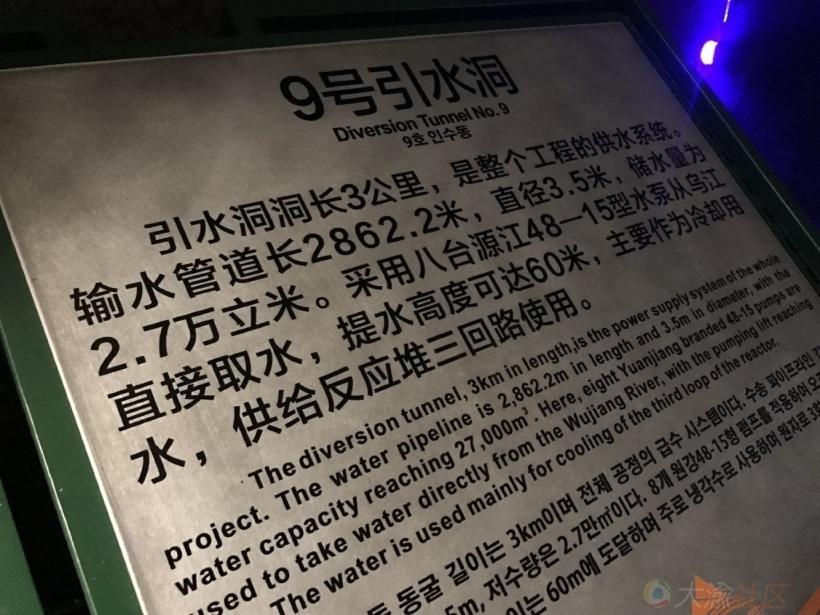 9号引水洞
Diversion Tunnel No.9
9호 인수동
引水洞洞长3公里，是整个工程的供水系统。
输水管道长2862.2米，直径3.5米，储水量为
2.7万立米。采用八台源江48—15型水泵从乌江
直接取水，提水高度可达60米，主要作为冷却用
水，供给反应堆三回路使用。
The diversion tunnel, 3km in length,is the power supply system of the whole
project. The water pipeline is 2,862.2m in length and 3.5m in diameter, with the
water capacity reaching 27,000m³. Here, eight Yuanjiang branded 48-15 pumps are
used to take water directly from the Wujiang River, with the pumping lift reaching
The water is used mainly for cooling of the third loop of the reactor.
동굴 길이는 3km이며 전체 공정의 급수 시스템이다. 수송 파이프라인
5m, 저수량은 2.7만㎥이다. 8개 원강48-15형 펌프를 적용하여
이는 60m에 도달하며 주로 냉각수로 사용하며 원자로
大渝社区